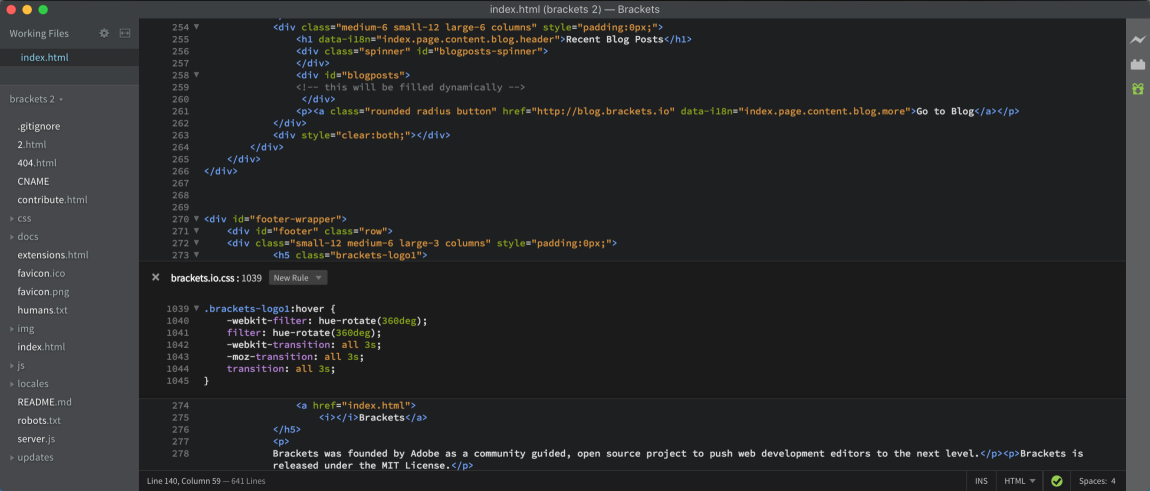 index.html (brackets 2) — Brackets
Working Files
index.html
brackets 2
.gitignore
2.html
404.html
CNAME
contribute.html
css
docs
extensions.html
favicon.ico
favicon.png
humans.txt
img
index.html
js
locales
README.md
robots.txt
server.js
updates
254 <div class="medium-6 small-12 large-6 columns" style="padding:0px;">
255 <h1 data-i18n="index.page.content.blog.header">Recent Blog Posts</h1>
256 <div class="spinner" id="blogposts-spinner">
257 </div>
258 <div id="blogposts">
259 <!-- this will be filled dynamically -->
260 </div>
261 <p><a class="rounded radius button" href="http://blog.brackets.io" data-i18n="index.page.content.blog.more">Go to Blog</a></p>
262 </div>
263 <div style="clear:both;"></div>
264 </div>
265 </div>
266 </div>
267
268
269
270 <div id="footer-wrapper">
271 <div id="footer" class="row">
272 <div class="small-12 medium-6 large-3 columns" style="padding:0px;">
273 <h5 class="brackets-logo1">
brackets.io.css : 1039 New Rule
1039 .brackets-logo1:hover {
1040 -webkit-filter: hue-rotate(360deg);
1041 filter: hue-rotate(360deg);
1042 -webkit-transition: all 3s;
1043 -moz-transition: all 3s;
1044 transition: all 3s;
1045 }
274 <a href="index.html">
275 <i></i>Brackets</a>
276 </h5>
277 <p>
278 Brackets was founded by Adobe as a community guided, open source project to push web development editors to the next level.</p><p>Brackets is
released under the MIT License.</p>
Line 140, Column 59 — 641 Lines
INS
HTML
Spaces: 4